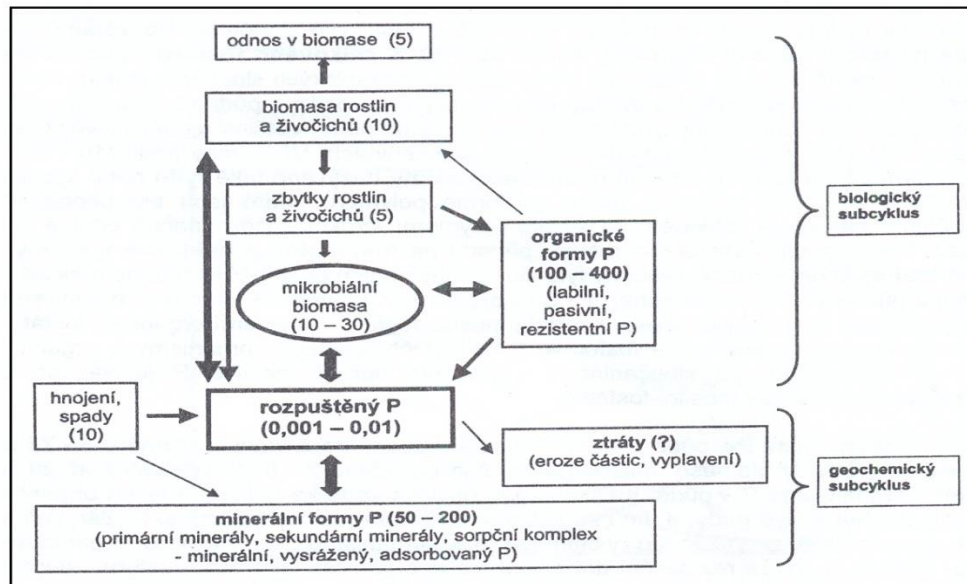 odnos v biomase (5)
biomasa rostlin
a živočichů (10)
zbytky rostlin
a živočichů (5)
biologický
subcyklus
organické
formy P
(100 – 400)
(labilní,
pasivní,
rezistentní P)
mikrobiální
biomasa
(10 – 30)
hnojení,
spady
(10)
rozpuštěný P
(0,001 – 0,01)
ztráty (?)
(eroze částic, vyplavení)
geochemický
subcyklus
minerální formy P (50 – 200)
(primární minerály, sekundární minerály, sorpční komplex
- minerální, vysrážený, adsorbovaný P)